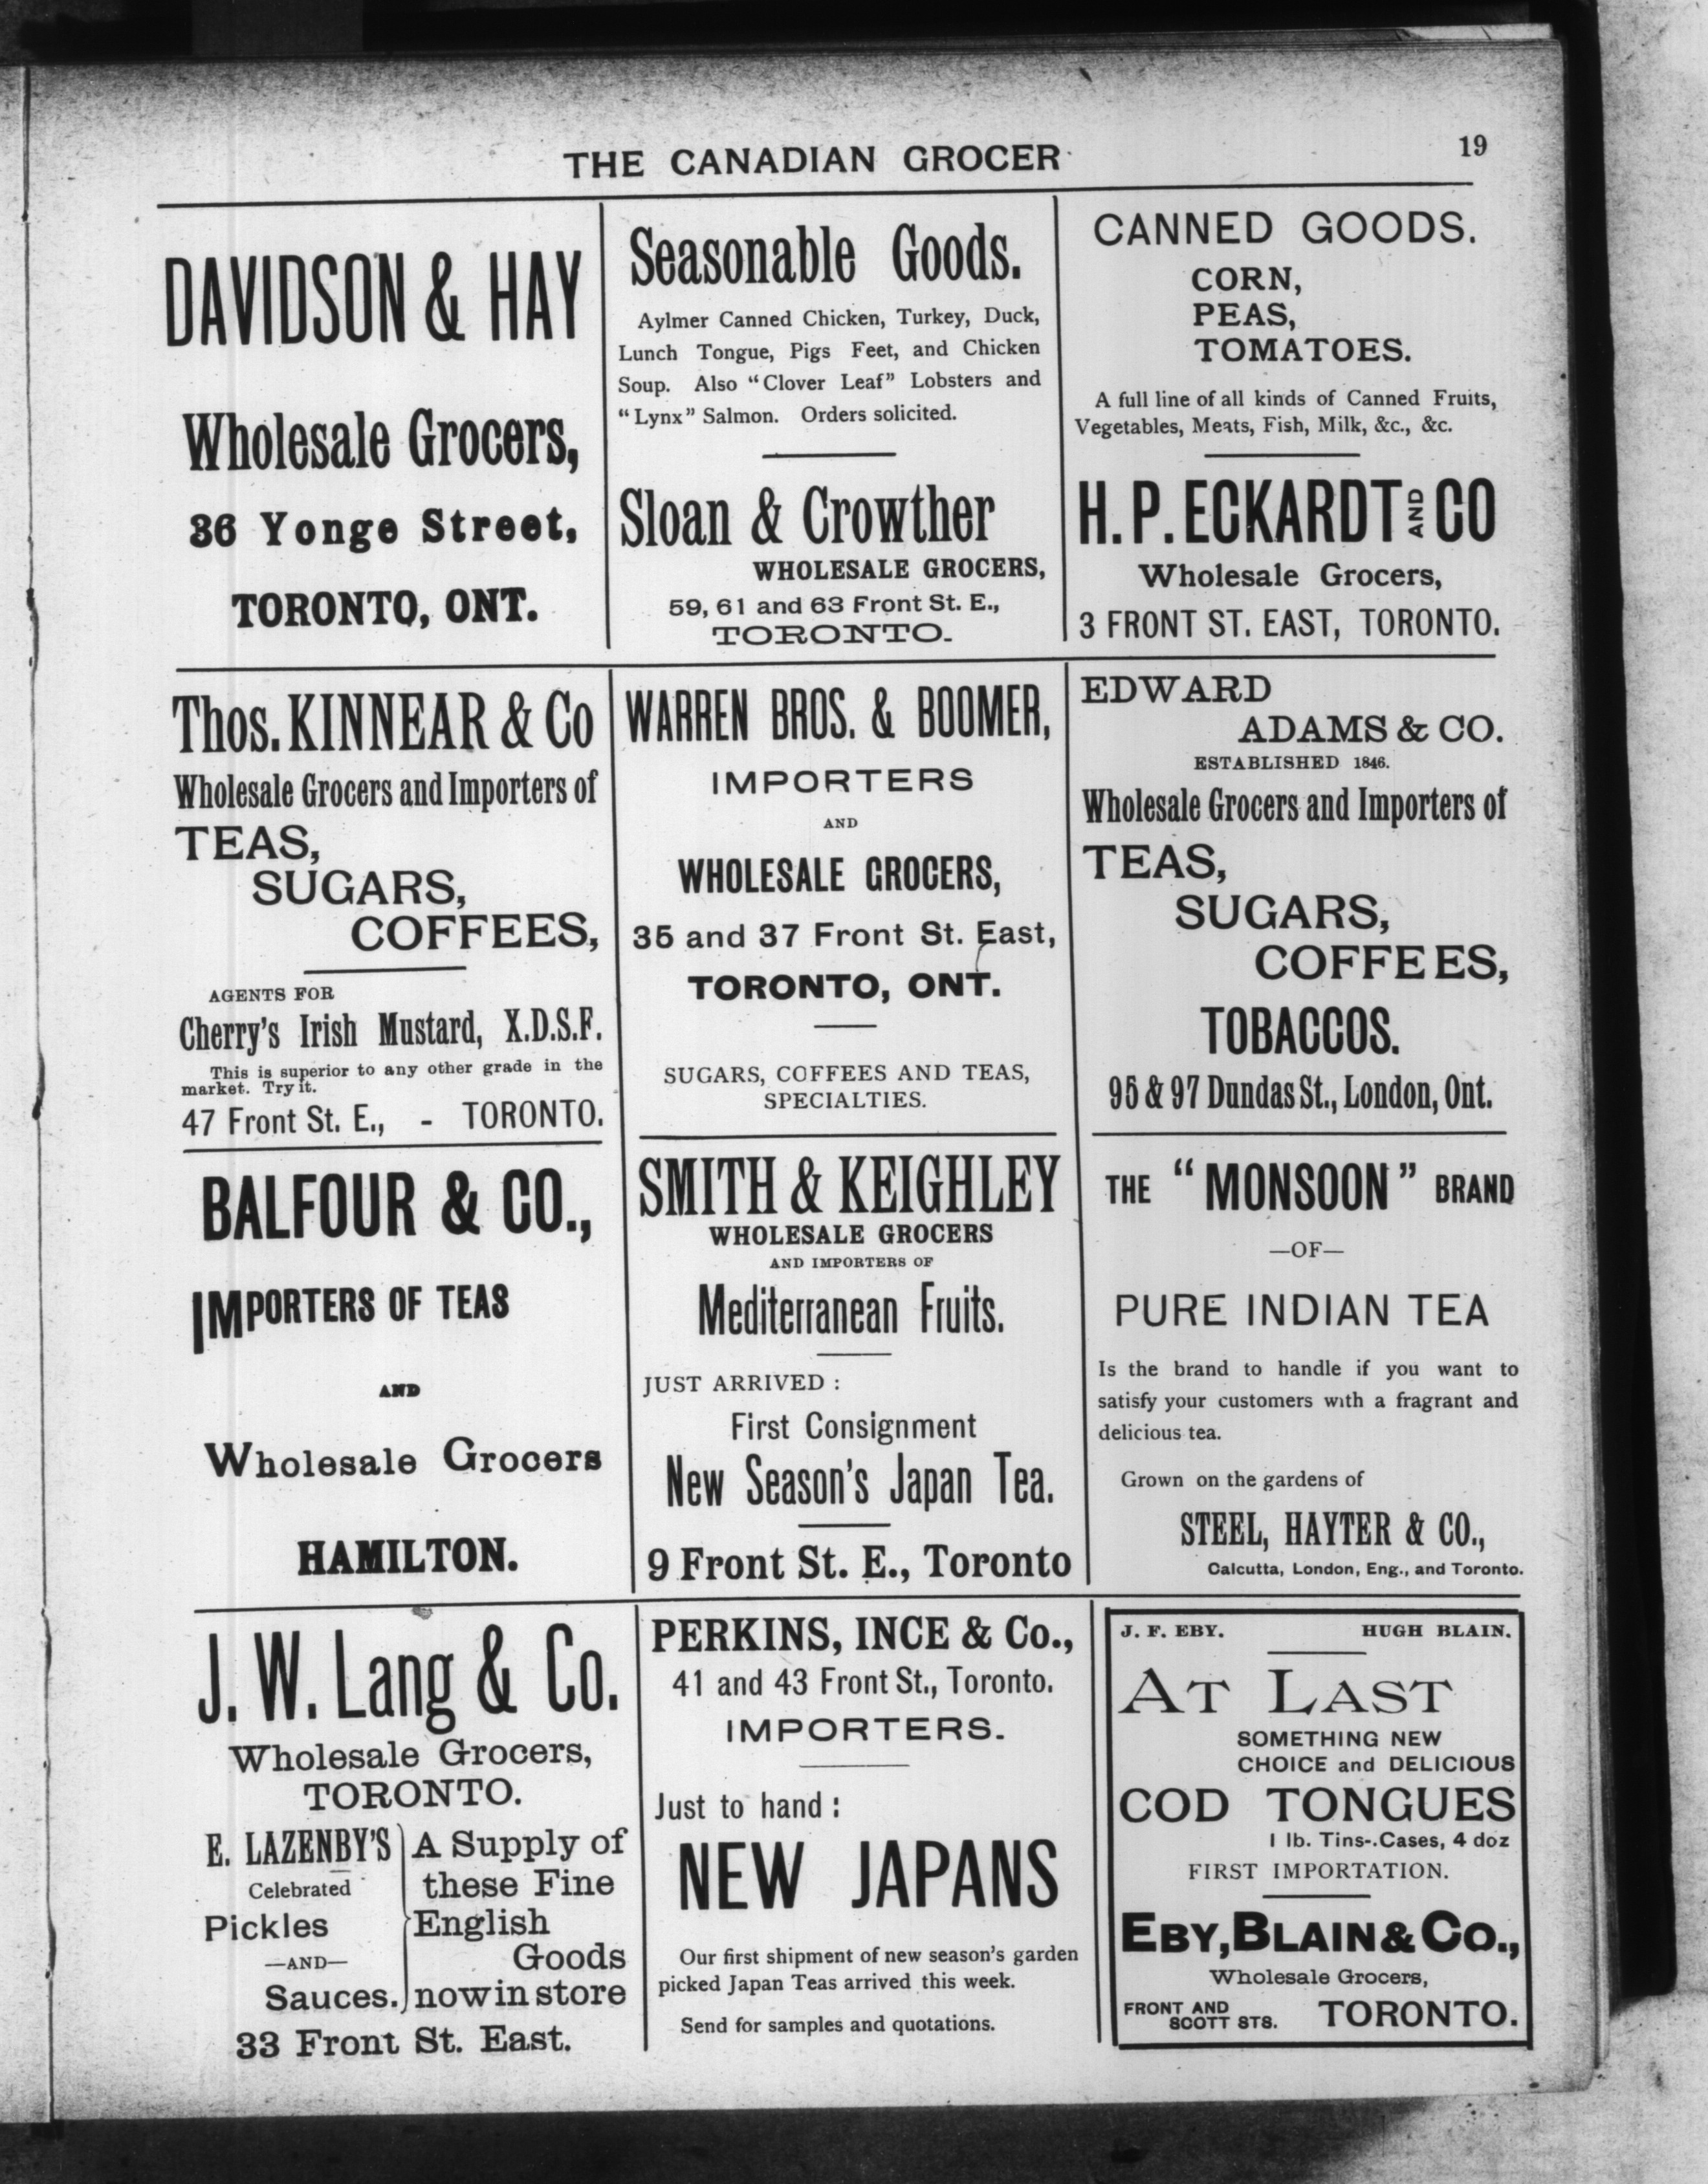 THE CANADIAN GROCER
19
DAVIDSON & HAY
Wholesale Grocers,
36 Yonge Street,
TORONTO, ONT.
Seasonable Goods.
Aylmer Canned Chicken, Turkey, Duck,
Lunch Tongue, Pigs Feet, and Chicken
Soup. Also "Clover Leaf" Lobsters and
"Lynx" Salmon. Orders solicited.
Sloan & Crowther
WHOLESALE GROCERS,
59, 61 and 63 Front St. E.,
TORONTO.
CANNED GOODS.
CORN,
PEAS,
TOMATOES.
A full line of all kinds of Canned Fruits,
Vegetables, Meats, Fish, Milk, &c., &c.
H. P. ECKARDT AND CO
Wholesale Grocers,
3 FRONT ST. EAST, TORONTO.
Thos. KINNEAR & Co
Wholesale Grocers and Importers of
TEAS,
SUGARS,
COFFEES,
AGENTS FOR
Cherry's Irish Mustard, X.D.S.F.
This is superior to any other grade in the
market. Try it.
47 Front St. E., - TORONTO.
WARREN BROS. & BOOMER,
IMPORTERS
AND
WHOLESALE GROCERS,
35 and 37 Front St. East,
TORONTO, ONT.
SUGARS, COFFEES AND TEAS,
SPECIALTIES.
EDWARD
ADAMS & CO.
ESTABLISHED 1846.
Wholesale Grocers and Importers of
TEAS,
SUGARS,
COFFEES,
TOBACCOS.
95 & 97 Dundas St., London, Ont.
BALFOUR & CO.,
IMPORTERS OF TEAS
AND
Wholesale Grocers
HAMILTON.
SMITH & KEIGHLEY
WHOLESALE GROCERS
AND IMPORTERS OF
Mediterranean Fruits.
JUST ARRIVED :
First Consignment
New Season's Japan Tea.
9 Front St. E., Toronto
THE "MONSOON" BRAND
—OF—
PURE INDIAN TEA
Is the brand to handle if you want to
satisfy your customers with a fragrant and
delicious tea.
Grown on the gardens of
STEEL, HAYTER & CO.,
Calcutta, London, Eng., and Toronto.
J. W. Lang & Co.
Wholesale Grocers,
TORONTO.
E. LAZENBY'S
Celebrated
Pickles
—AND—
Sauces.
A Supply of
these Fine
English
Goods
now in store
33 Front St. East.
PERKINS, INCE & Co.,
41 and 43 Front St., Toronto.
IMPORTERS.
Just to hand :
NEW JAPANS
Our first shipment of new season's garden
picked Japan Teas arrived this week.
Send for samples and quotations.
J. F. EBY. HUGH BLAIN.
AT LAST
SOMETHING NEW
CHOICE and DELICIOUS
COD TONGUES
1 lb. Tins-.Cases, 4 doz
FIRST IMPORTATION.
EBY, BLAIN & Co.,
Wholesale Grocers,
FRONT AND
SCOTT STS. TORONTO.